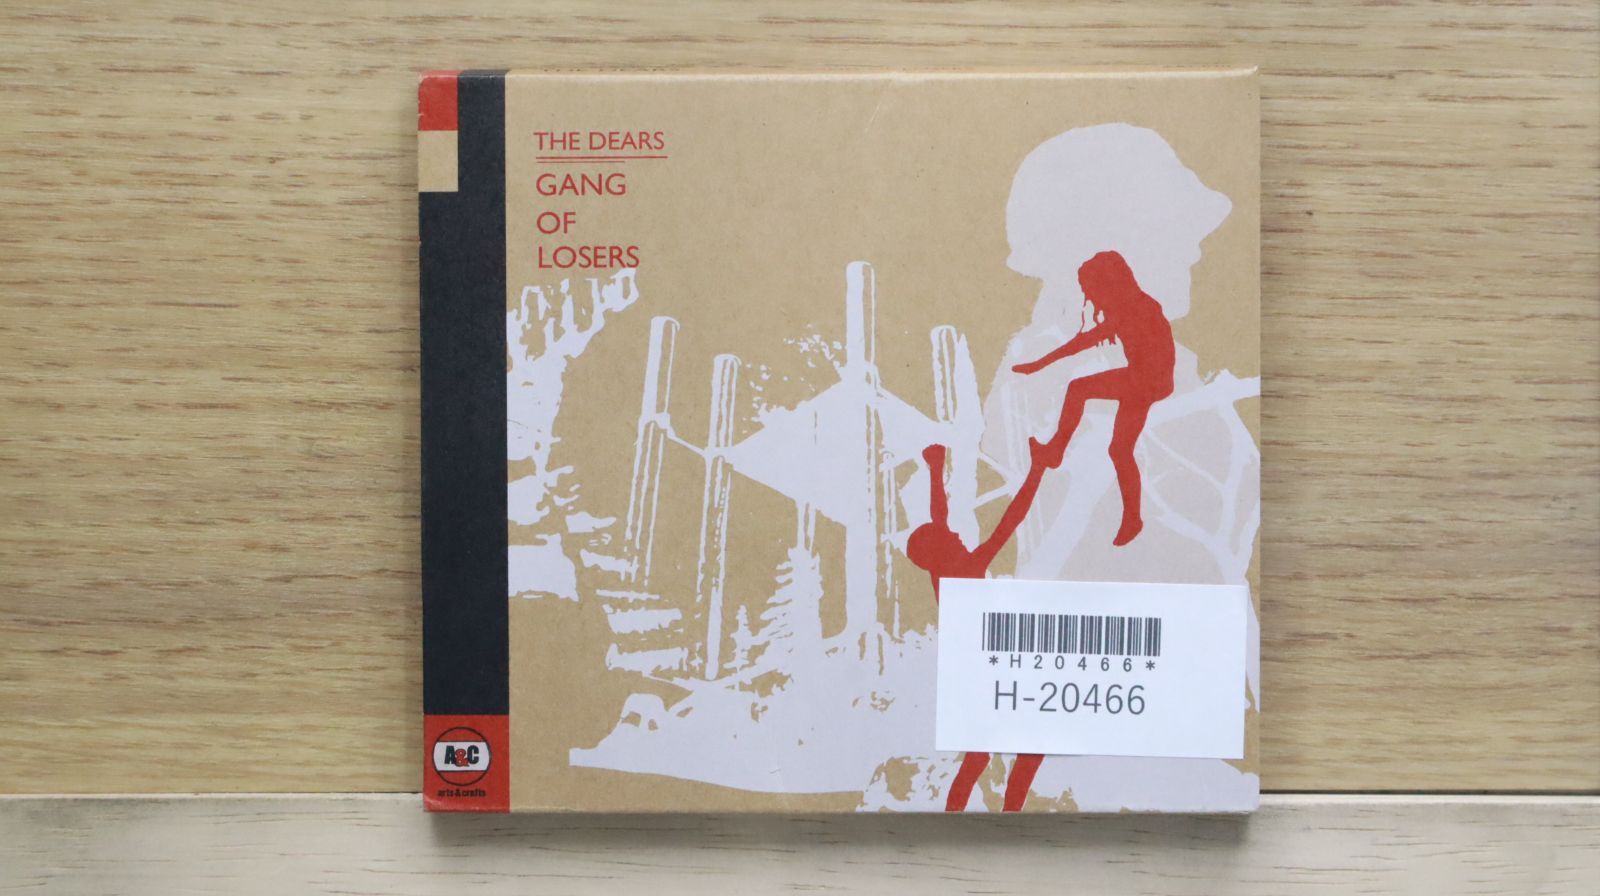 THE DEARS
GANG
OF
LOSERS
*H20466*
H-20466
A&C
arts & crafts